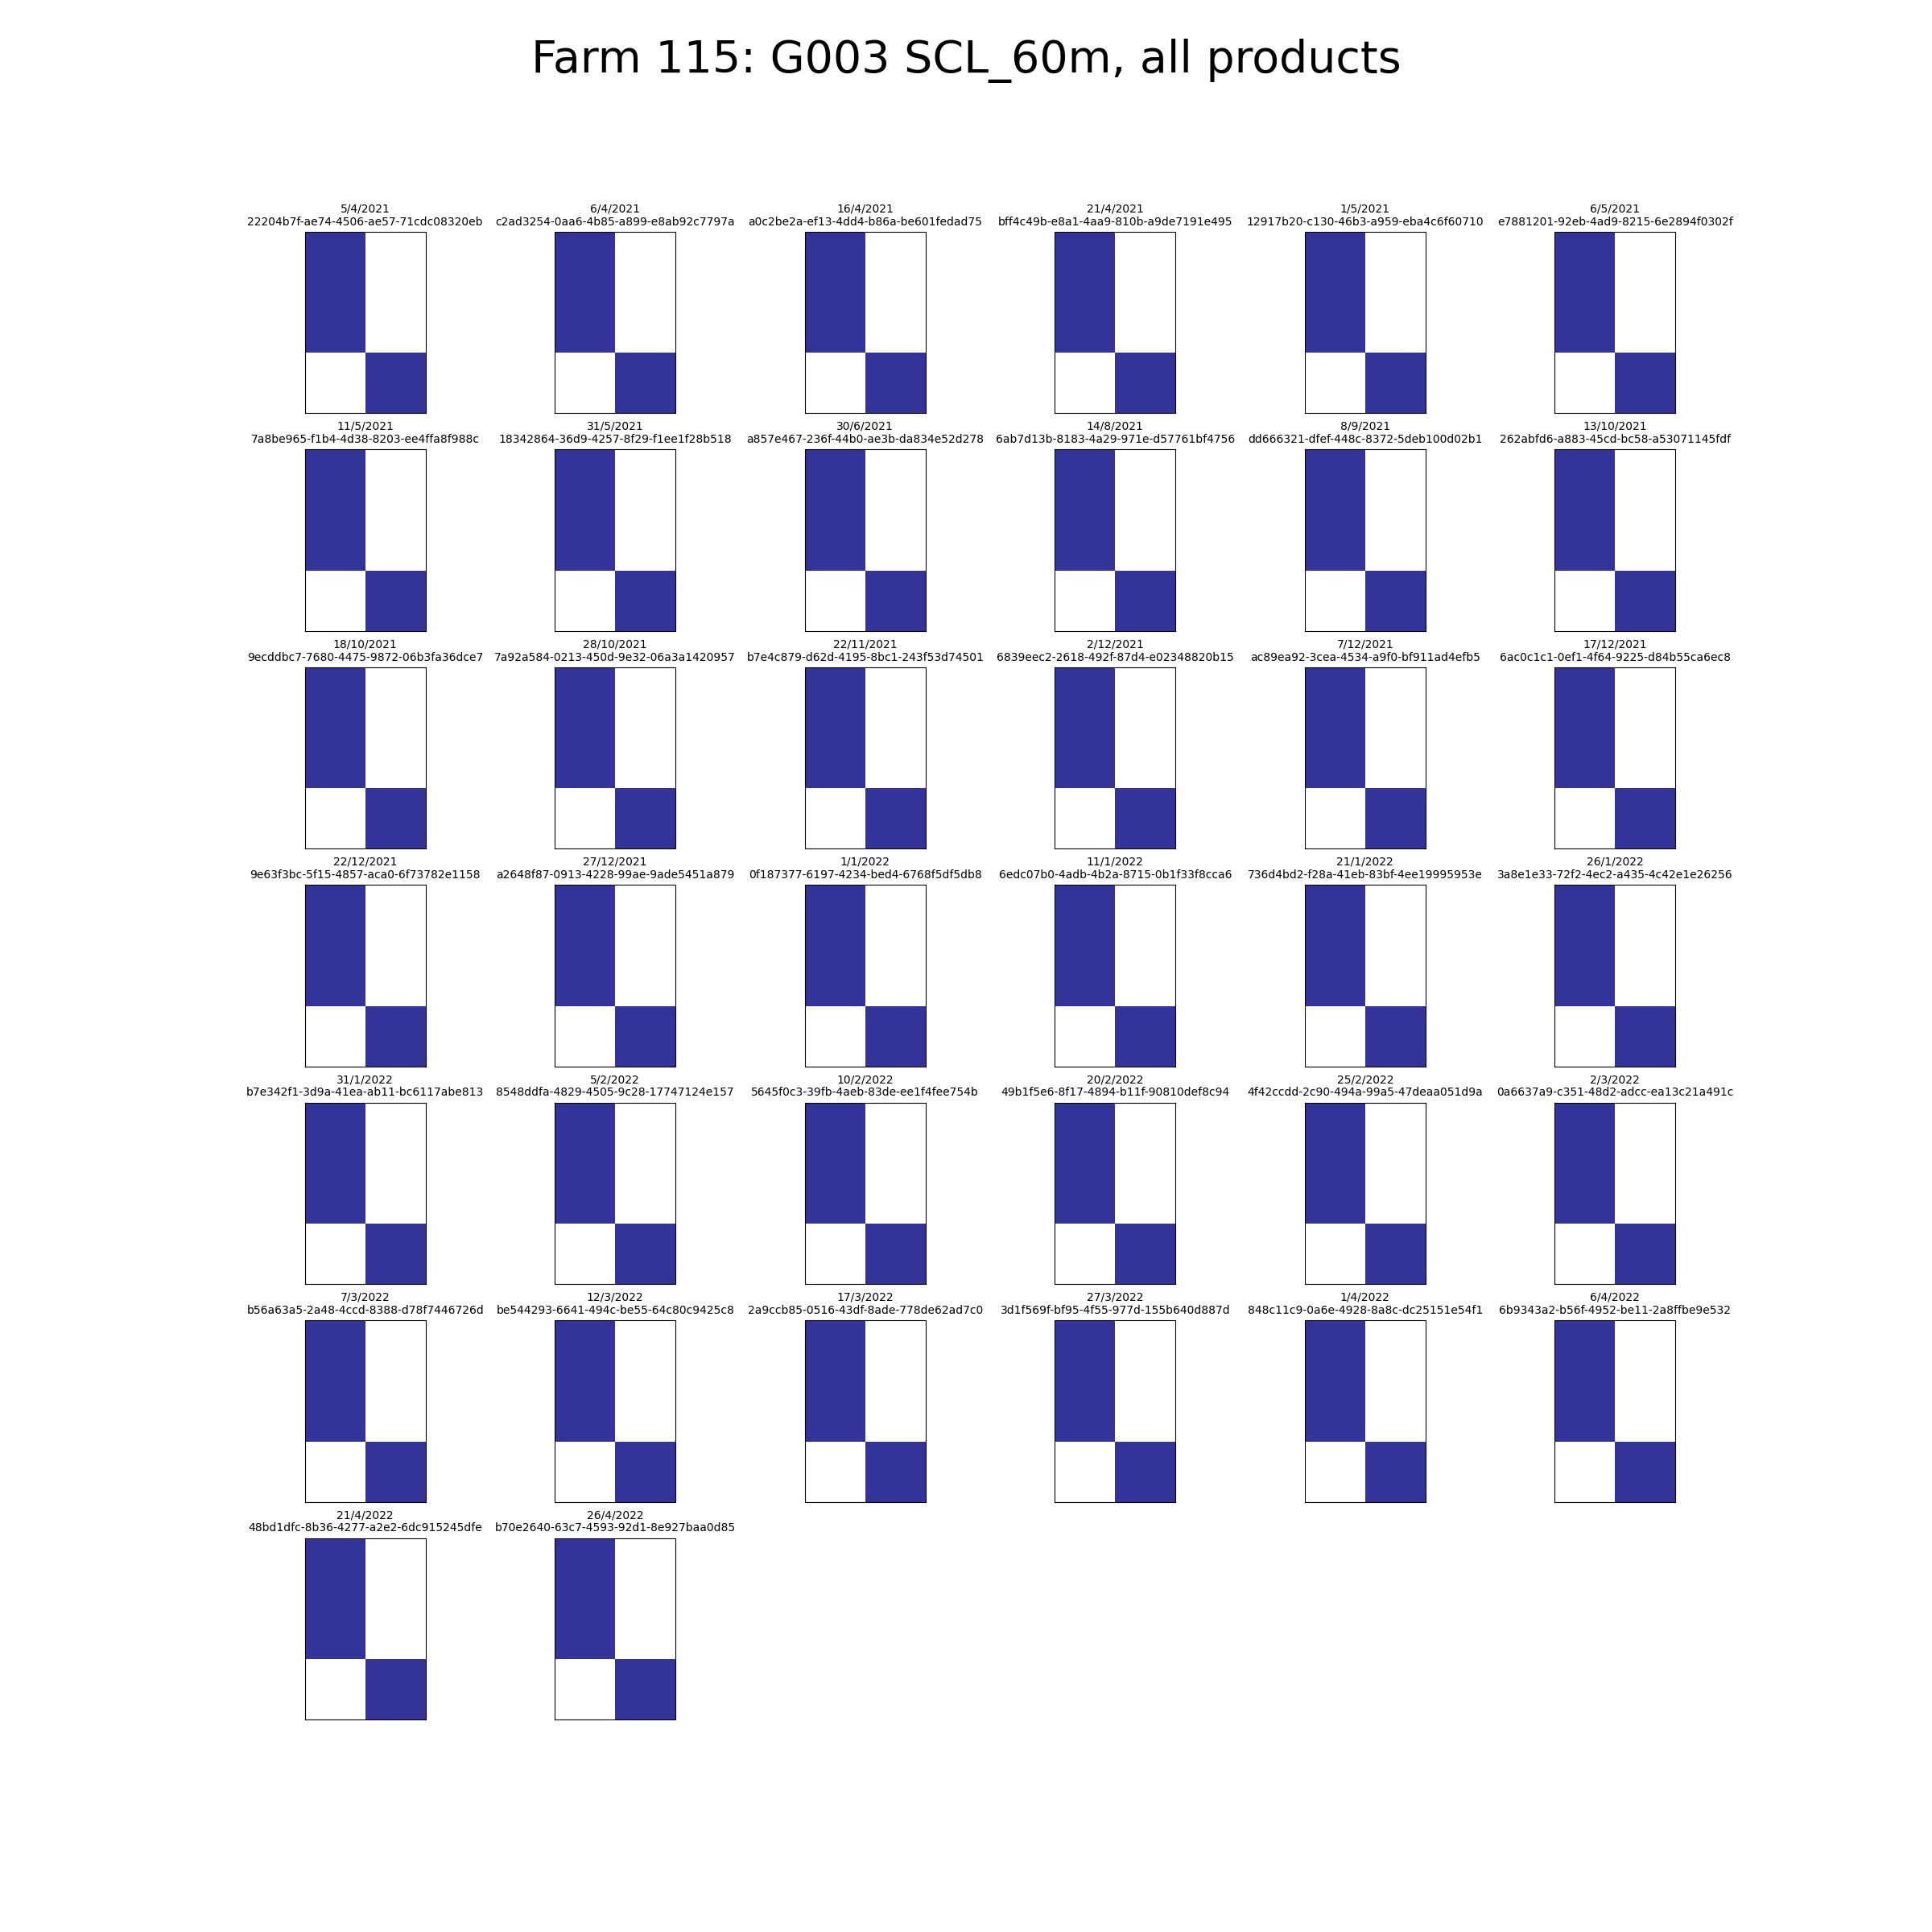 Farm 115: G003 SCL_60m, all products
5/4/2021 6/4/2021 16/4/2021 21/4/2021 1/5/2021 6/5/2021
22204b7f-ae74-4506-ae57-71cdc08320eb c2ad3254-0aa6-4b85-a899-e8ab92c7797a a0c2be2a-ef13-4dd4-b86a-be601fedad75 bff4c49b-e8a1-4aa9-810b-a9de7191e495 12917b20-c130-46b3-a959-eba4c6f60710 e7881201-92eb-4ad9-8215-6e2894f0302f
11/5/2021 31/5/2021 30/6/2021 14/8/2021 8/9/2021 13/10/2021
7a8be965-f1b4-4d38-8203-ee4ffa8f988c 18342864-36d9-4257-8f29-f1ee1f28b518 a857e467-236f-44b0-ae3b-da834e52d278 6ab7d13b-8183-4a29-971e-d57761bf4756 dd666321-dfef-448c-8372-5deb100d02b1 262abfd6-a883-45cd-bc58-a53071145fdf
18/10/2021 28/10/2021 22/11/2021 2/12/2021 7/12/2021 17/12/2021
9ecddbc7-7680-4475-9872-06b3fa36dce7 7a92a584-0213-450d-9e32-06a3a1420957 b7e4c879-d62d-4195-8bc1-243f53d74501 6839eec2-2618-492f-87d4-e02348820b15 ac89ea92-3cea-4534-a9f0-bf911ad4efb5 6ac0c1c1-0ef1-4f64-9225-d84b55ca6ec8
22/12/2021 27/12/2021 1/1/2022 11/1/2022 21/1/2022 26/1/2022
9e63f3bc-5f15-4857-aca0-6f73782e1158 a2648f87-0913-4228-99ae-9ade5451a879 0f187377-6197-4234-bed4-6768f5df5db8 6edc07b0-4adb-4b2a-8715-0b1f33f8cca6 736d4bd2-f28a-41eb-83bf-4ee19995953e 3a8e1e33-72f2-4ec2-a435-4c42e1e26256
31/1/2022 5/2/2022 10/2/2022 20/2/2022 25/2/2022 2/3/2022
b7e342f1-3d9a-41ea-ab11-bc6117abe813 8548ddfa-4829-4505-9c28-17747124e157 5645f0c3-39fb-4aeb-83de-ee1f4fee754b 49b1f5e6-8f17-4894-b11f-90810def8c94 4f42ccdd-2c90-494a-99a5-47deaa051d9a 0a6637a9-c351-48d2-adcc-ea13c21a491c
7/3/2022 12/3/2022 17/3/2022 27/3/2022 1/4/2022 6/4/2022
b56a63a5-2a48-4ccd-8388-d78f7446726d be544293-6641-494c-be55-64c80c9425c8 2a9ccb85-0516-43df-8ade-778de62ad7c0 3d1f569f-bf95-4f55-977d-155b640d887d 848c11c9-0a6e-4928-8a8c-dc25151e54f1 6b9343a2-b56f-4952-be11-2a8ffbe9e532
21/4/2022 26/4/2022
48bd1dfc-8b36-4277-a2e2-6dc915245dfe b70e2640-63c7-4593-92d1-8e927baa0d85